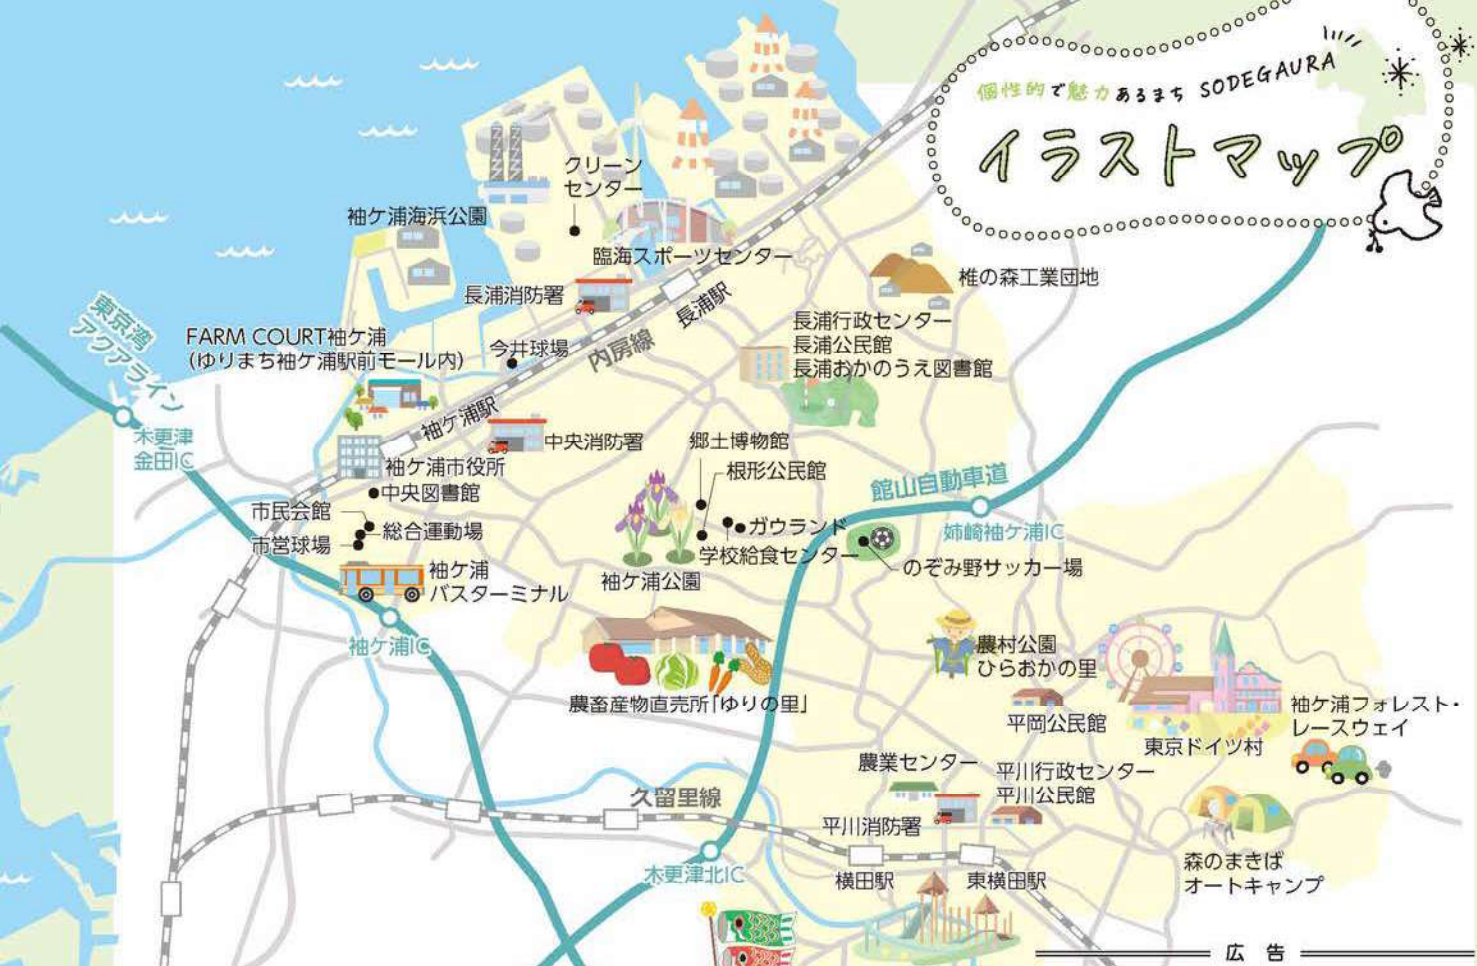 個性的で魅力あるまち SODEGAURA
イラストマップ
クリーン
センター
袖ケ浦海浜公園
臨海スポーツセンター
椎の森工業団地
長浦消防署
長浦駅
東京湾
アクアライン
FARM COURT袖ケ浦
(ゆりまち袖ケ浦駅前モール内)
今井球場
内房線
長浦行政センター
長浦公民館
長浦おかのうえ図書館
木更津
金田IC
袖ケ浦駅
中央消防署
郷土博物館
袖ケ浦市役所
根形公民館
中央図書館
館山自動車道
市民会館
総合運動場
ガウランド
姉崎袖ケ浦IC
市営球場
学校給食センター
のぞみ野サッカー場
袖ケ浦
バスターミナル
袖ケ浦公園
袖ケ浦IC
農村公園
ひらおかの里
農畜産物直売所「ゆりの里」
平岡公民館
袖ケ浦フォレスト・
レースウェイ
東京ドイツ村
農業センター
平川行政センター
平川公民館
久留里線
平川消防署
木更津北IC
横田駅
東横田駅
森のまきば
オートキャンプ
広 告